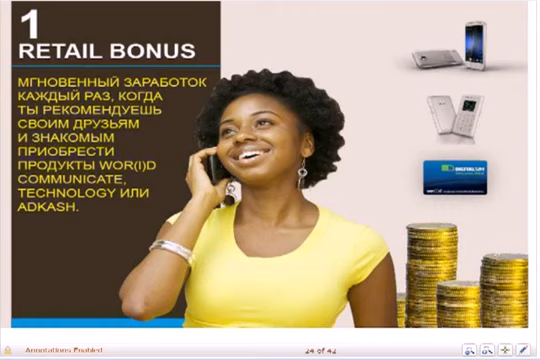 1
RETAIL BONUS
МГНОВЕННЫЙ ЗАРАБОТОК
КАЖДЫЙ РАЗ, КОГДА
ТЫ РЕКОМЕНДУЕШЬ
СВОИМ ДРУЗЬЯМ
И ЗНАКОМЫМ
ПРИОБРЕСТИ
ПРОДУКТЫ WOR(I)D
COMMUNICATE,
TECHNOLOGY ИЛИ
ADKASH.
Annotations Enabled
24 of 42